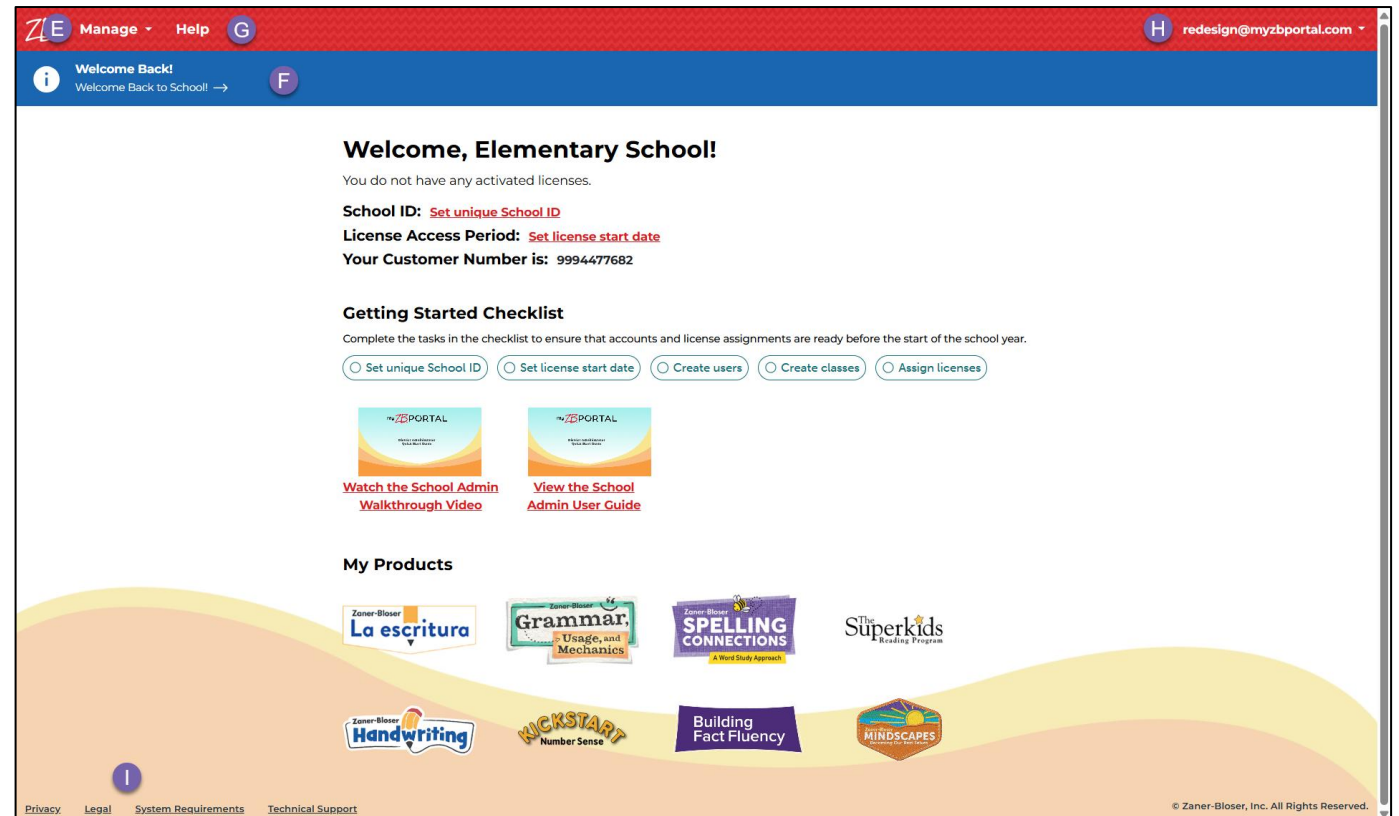 E Manage Help G H redesign@myzbportal.com
Welcome Back!
Welcome Back to School! → F
Welcome, Elementary School!
You do not have any activated licenses.
School ID: Set unique School ID
License Access Period: Set license start date
Your Customer Number is: 9994477682
Getting Started Checklist
Complete the tasks in the checklist to ensure that accounts and license assignments are ready before the start of the school year.
Set unique School ID Set license start date Create users Create classes Assign licenses
my ZBPORTAL my ZBPORTAL
Watch the School Admin
Walkthrough Video
View the School
Admin User Guide
My Products
Zaner-Bloser
La escritura
Zaner-Bloser
Grammar,
Usage, and
Mechanics
Zaner-Bloser
SPELLING
CONNECTIONS
A Word Study Approach
The
Superkids
Reading Program
Zaner-Bloser
Handwriting
KICKSTART
Number Sense
Building
Fact Fluency
Zaner-Bloser
MINDSCAPES
I
Privacy Legal System Requirements Technical Support © Zaner-Bloser, Inc. All Rights Reserved.